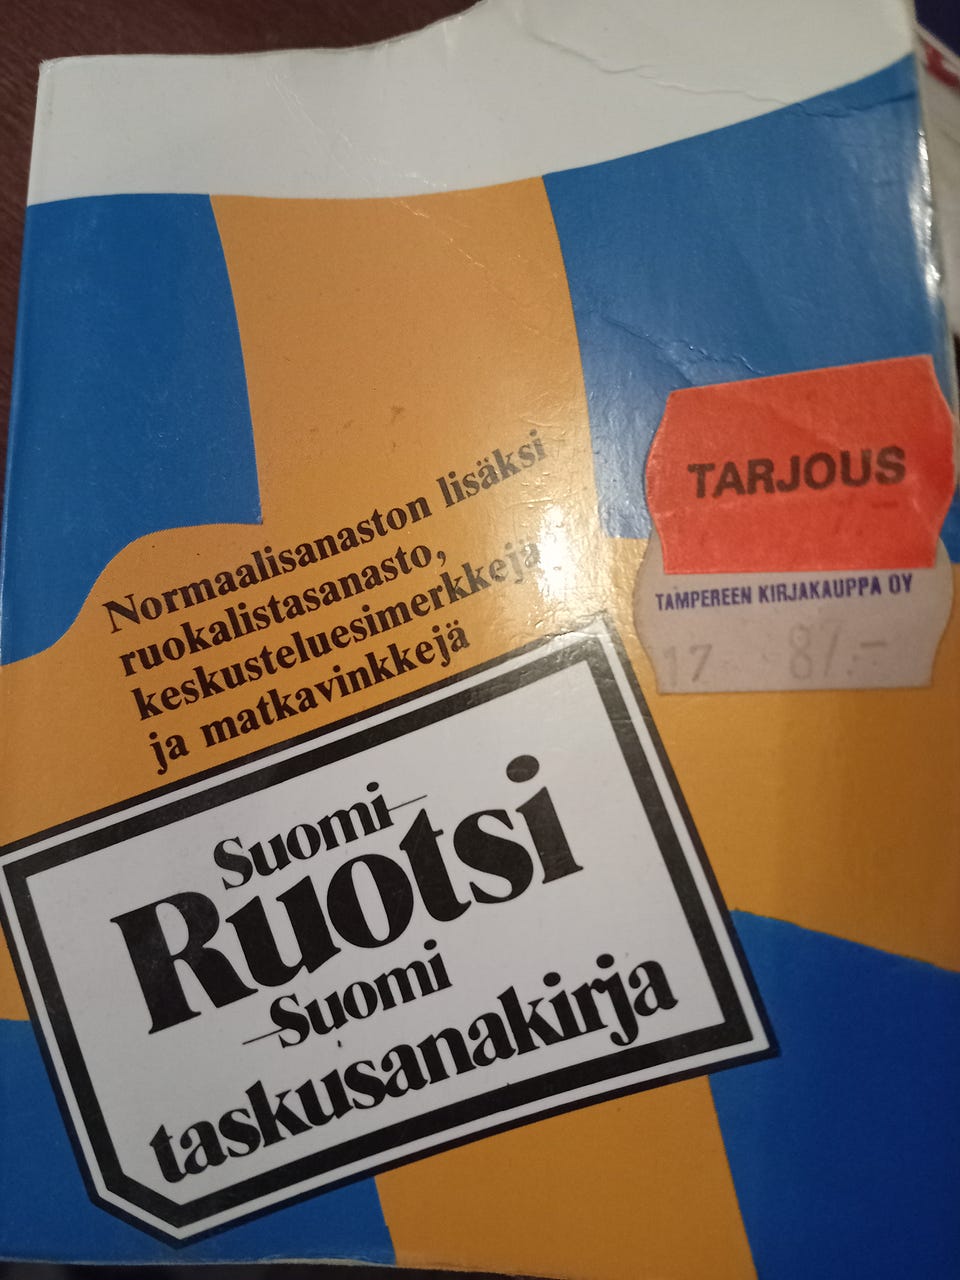 Normaalisanaston lisäksi
ruokalistasanasto,
keskusteluesimerkkejä
ja matkavinkkejä
TARJOUS
TAMPEREEN KIRJAKAUPPA OY
17 87.-
Suomi-
Ruotsi
-Suomi
taskusanakirja